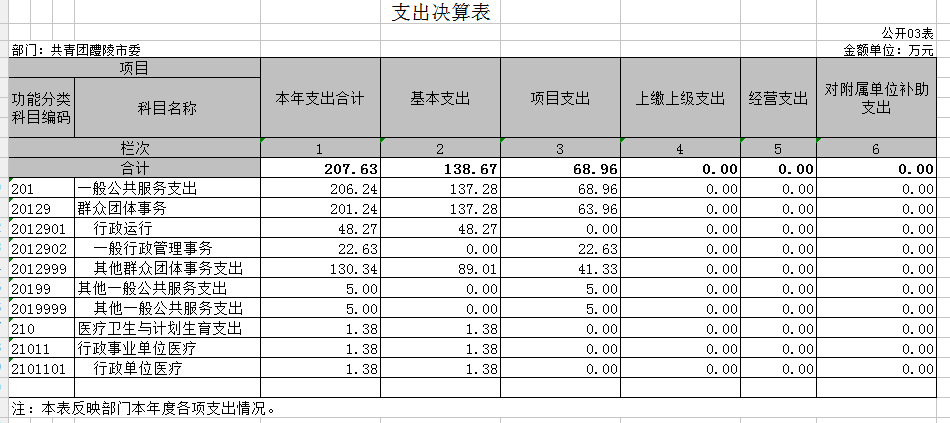 支出决算表
公开03表
部门：共青团醴陵市委 金额单位：万元
项目 本年支出合计 基本支出 项目支出 上缴上级支出 经营支出 对附属单位补助支出
功能分类科目编码 科目名称
栏次 1 2 3 4 5 6
合计 207.63 138.67 68.96 0.00 0.00 0.00
201 一般公共服务支出 206.24 137.28 68.96 0.00 0.00 0.00
20129 群众团体事务 201.24 137.28 63.96 0.00 0.00 0.00
2012901 行政运行 48.27 48.27 0.00 0.00 0.00 0.00
2012902 一般行政管理事务 22.63 0.00 22.63 0.00 0.00 0.00
2012999 其他群众团体事务支出 130.34 89.01 41.33 0.00 0.00 0.00
20199 其他一般公共服务支出 5.00 0.00 5.00 0.00 0.00 0.00
2019999 其他一般公共服务支出 5.00 0.00 5.00 0.00 0.00 0.00
210 医疗卫生与计划生育支出 1.38 1.38 0.00 0.00 0.00 0.00
21011 行政事业单位医疗 1.38 1.38 0.00 0.00 0.00 0.00
2101101 行政单位医疗 1.38 1.38 0.00 0.00 0.00 0.00
注：本表反映部门本年度各项支出情况。